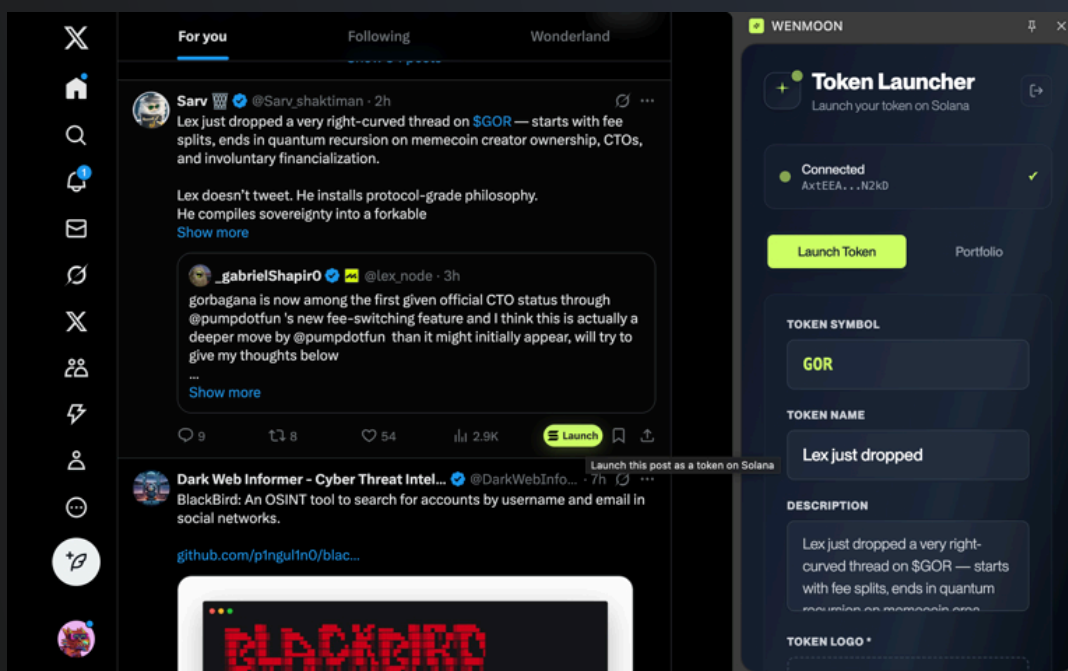 For you
Following
Wonderland
Sarv @Sarv_shaktiman · 2h
Lex just dropped a very right-curved thread on $GOR — starts with fee
splits, ends in quantum recursion on memecoin creator ownership, CTOs,
and involuntary financialization.
Lex doesn't tweet. He installs protocol-grade philosophy.
He compiles sovereignty into a forkable
Show more
_gabrielShapir0 @lex_node · 3h
gorbagana is now among the first given official CTO status through
@pumpdotfun 's new fee-switching feature and I think this is actually a
deeper move by @pumpdotfun than it might initially appear, will try to
give my thoughts below
...
Show more
9
8
54
2.9K
Launch
Launch this post as a token on Solana
Dark Web Informer - Cyber Threat Intel... @DarkWebInfo... · 7h
BlackBird: An OSINT tool to search for accounts by username and email in
social networks.
github.com/p1ngul1n0/blac...
BLACKBIRD
1
WENMOON
Token Launcher
Launch your token on Solana
Connected
AxtEEA...N2kD
Launch Token
Portfolio
TOKEN SYMBOL
GOR
TOKEN NAME
Lex just dropped
DESCRIPTION
Lex just dropped a very right-
curved thread on $GOR — starts
with fee splits, ends in quantum
TOKEN LOGO *